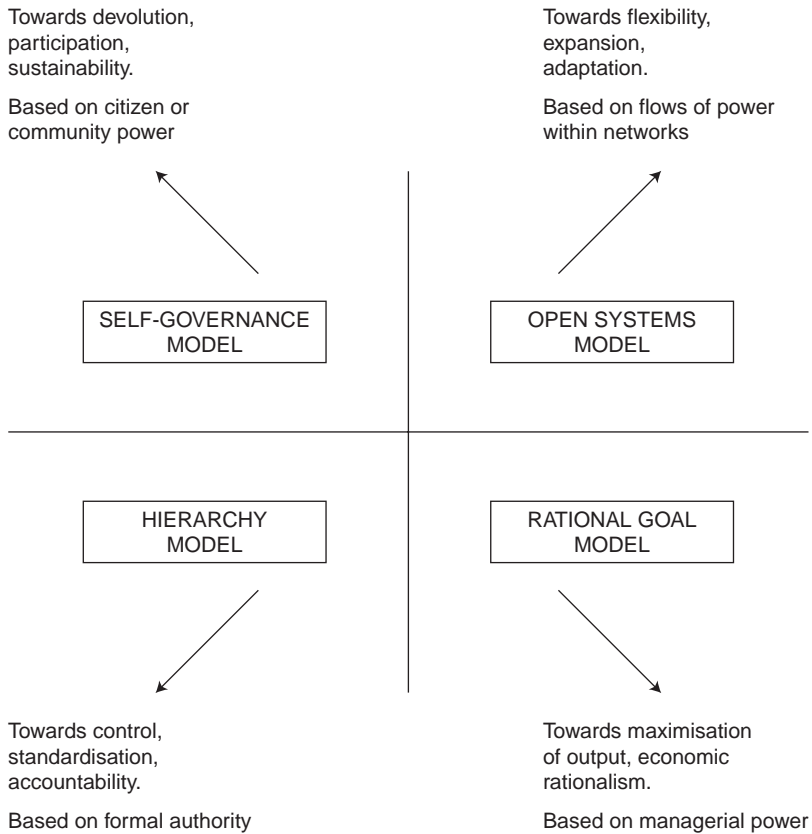 Towards devolution,
participation,
sustainability.
Based on citizen or
community power
Towards flexibility,
expansion,
adaptation.
Based on flows of power
within networks
SELF-GOVERNANCE
MODEL
OPEN SYSTEMS
MODEL
HIERARCHY
MODEL
RATIONAL GOAL
MODEL
Towards control,
standardisation,
accountability.
Based on formal authority
Towards maximisation
of output, economic
rationalism.
Based on managerial power